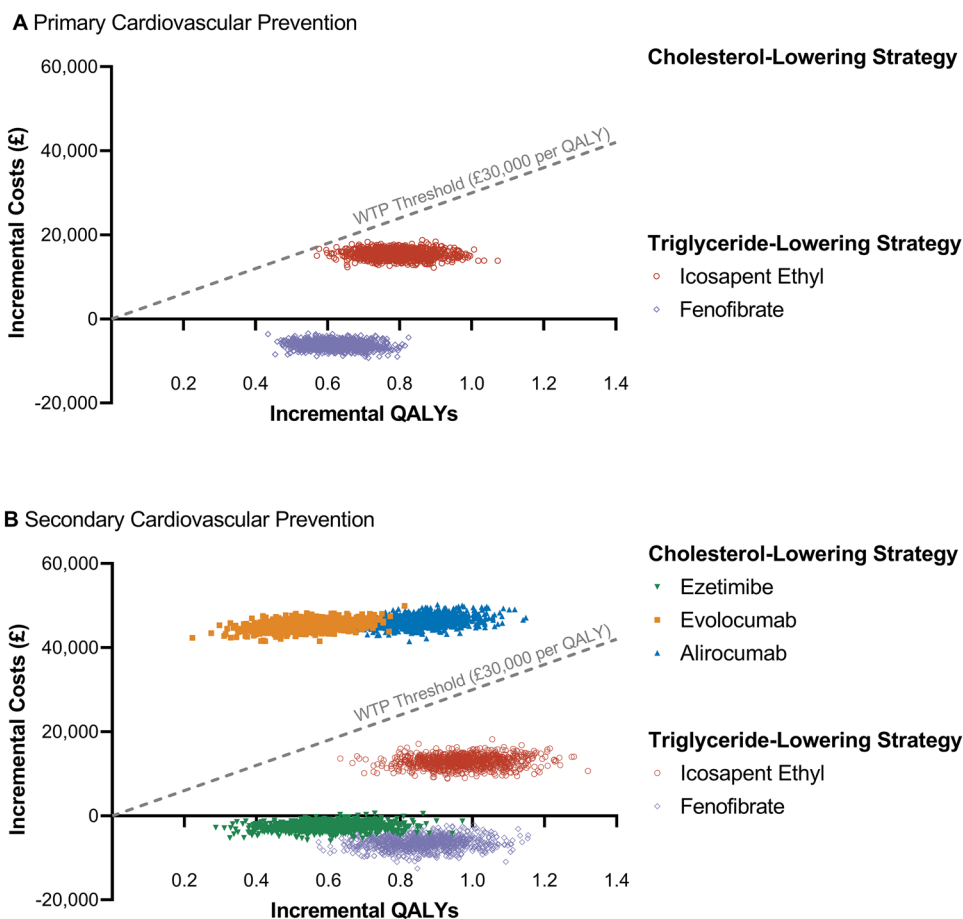 A Primary Cardiovascular Prevention
Cholesterol-Lowering Strategy
60,000
40,000
20,000
0
-20,000
Incremental Costs (£)
WTP Threshold (£30,000 per QALY)
Triglyceride-Lowering Strategy
Icosapent Ethyl
Fenofibrate
0.2 0.4 0.6 0.8 1.0 1.2 1.4
Incremental QALYs
B Secondary Cardiovascular Prevention
60,000
40,000
20,000
0
-20,000
Incremental Costs (£)
WTP Threshold (£30,000 per QALY)
Cholesterol-Lowering Strategy
Ezetimibe
Evolocumab
Alirocumab
Triglyceride-Lowering Strategy
Icosapent Ethyl
Fenofibrate
0.2 0.4 0.6 0.8 1.0 1.2 1.4
Incremental QALYs